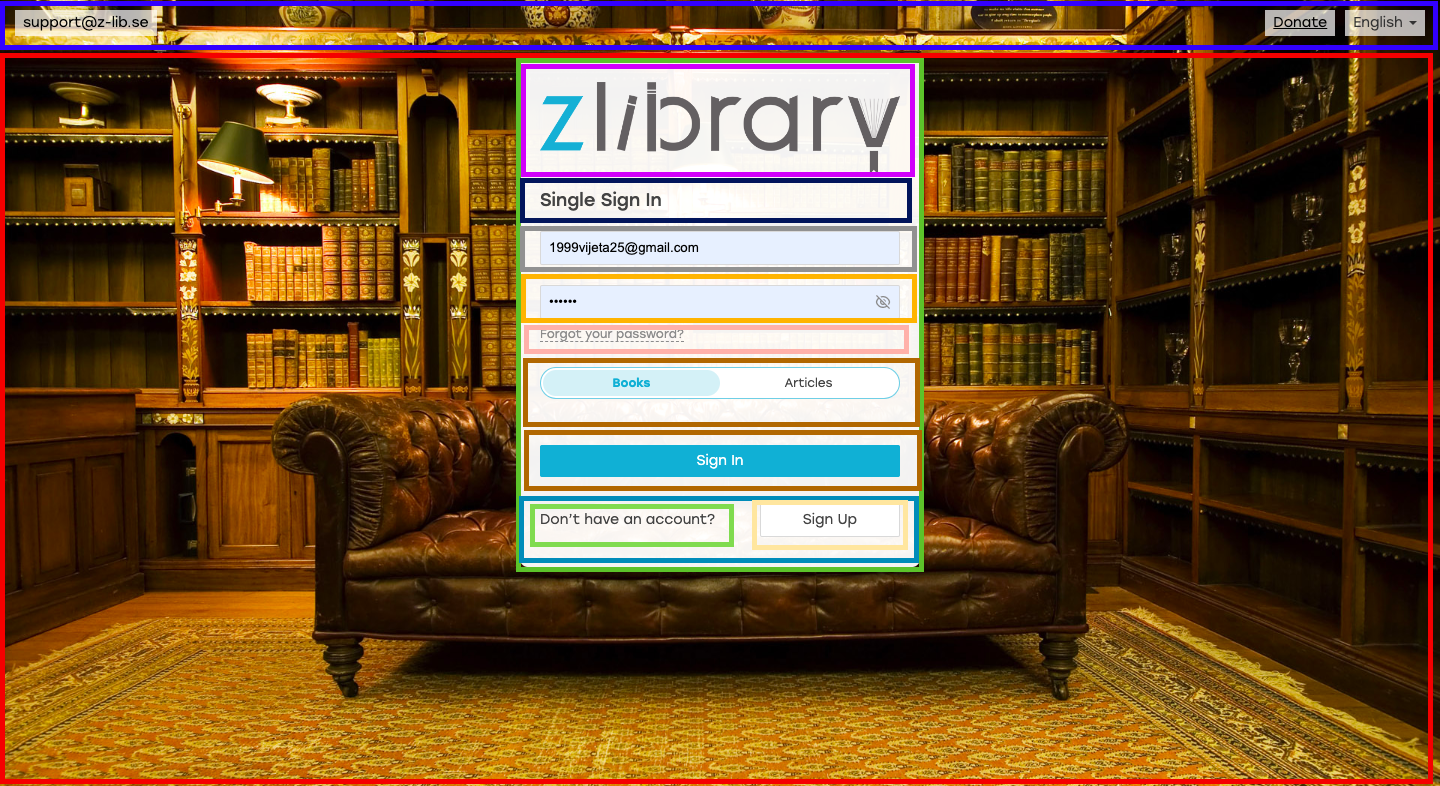 support@z-lib.se
Donate
English
zlibrary
Single Sign In
1999vijeta25@gmail.com
••••••
Forgot your password?
Books
Articles
Sign In
Don't have an account?
Sign Up